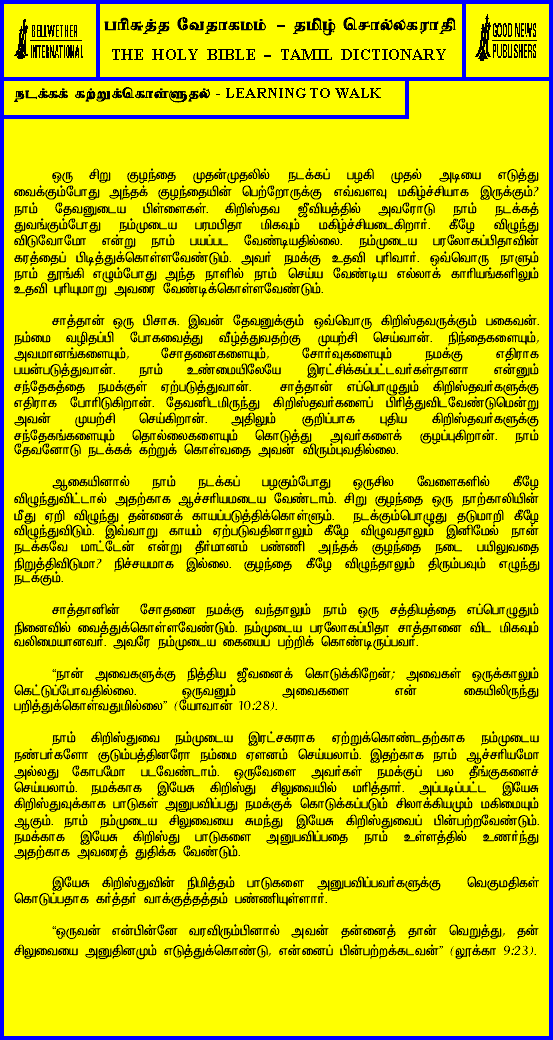 BELLWETHER
INTERNATIONAL
பரிசுத்த வேதாகமம் – தமிழ் சொல்லகராதி
THE HOLY BIBLE – TAMIL DICTIONARY
GOOD NEWS
PUBLISHERS
நடக்கக் கற்றுக்கொள்ளுதல் - LEARNING TO WALK
ஒரு சிறு குழந்தை முதன்முதலில் நடக்கப் பழகி முதல் அடியை எடுத்து
வைக்கும்போது அந்தக் குழந்தையின் பெற்றோருக்கு எவ்வளவு மகிழ்ச்சியாக இருக்கும்?
நாம் தேவனுடைய பிள்ளைகள். கிறிஸ்தவ ஜீவியத்தில் அவரோடு நாம் நடக்கத்
துவங்கும்போது நம்முடைய பரமபிதா மிகவும் மகிழ்ச்சியடைகிறார். கீழே விழுந்து
விடுவோமோ என்று நாம் பயப்பட வேண்டியதில்லை. நம்முடைய பரலோகப்பிதாவின்
கரத்தைப் பிடித்துக்கொள்ளவேண்டும். அவர் நமக்கு உதவி புரிவார். ஒவ்வொரு நாளும்
நாம் தூங்கி எழும்போது அந்த நாளில் நாம் செய்ய வேண்டிய எல்லாக் காரியங்களிலும்
உதவி புரியுமாறு அவரை வேண்டிக்கொள்ளவேண்டும்.
சாத்தான் ஒரு பிசாசு. இவன் தேவனுக்கும் ஒவ்வொரு கிறிஸ்தவருக்கும் பகைவன்.
நம்மை வழிதப்பி போகவைத்து வீழ்த்துவதற்கு முயற்சி செய்வான். நிந்தைகளையும்,
அவமானங்களையும், சோதனைகளையும், சோர்வுகளையும் நமக்கு எதிராக
பயன்படுத்துவான். நாம் உண்மையிலேயே இரட்சிக்கப்பட்டவர்கள்தானா என்னும்
சந்தேகத்தை நமக்குள் ஏற்படுத்துவான். சாத்தான் எப்பொழுதும் கிறிஸ்தவர்களுக்கு
எதிராக போரிடுகிறான். தேவனிடமிருந்து கிறிஸ்தவர்களைப் பிரித்துவிடவேண்டுமென்று
அவன் முயற்சி செய்கிறான். அதிலும் குறிப்பாக புதிய கிறிஸ்தவர்களுக்கு
சந்தேகங்களையும் தொல்லைகளையும் கொடுத்து அவர்களைக் குழப்புகிறான். நாம்
தேவனோடு நடக்கக் கற்றுக் கொள்வதை அவன் விரும்புவதில்லை.
ஆகையினால் நாம் நடக்கப் பழகும்போது ஒருசில வேளைகளில் கீழே
விழுந்துவிட்டால் அதற்காக ஆச்சரியமடைய வேண்டாம். சிறு குழந்தை ஒரு நாற்காலியின்
மீது ஏறி விழுந்து தன்னைக் காயப்படுத்திக்கொள்ளும். நடக்கும்பொழுது தடுமாறி கீழே
விழுந்துவிடும். இவ்வாறு காயம் ஏற்படுவதினாலும் கீழே விழுவதாலும் இனிமேல் நான்
நடக்கவே மாட்டேன் என்று தீர்மானம் பண்ணி அந்தக் குழந்தை நடை பயிலுவதை
நிறுத்திவிடுமா? நிச்சயமாக இல்லை. குழந்தை கீழே விழுந்தாலும் திரும்பவும் எழுந்து
நடக்கும்.
சாத்தானின் சோதனை நமக்கு வந்தாலும் நாம் ஒரு சத்தியத்தை எப்பொழுதும்
நினைவில் வைத்துக்கொள்ளவேண்டும். நம்முடைய பரலோகப்பிதா சாத்தானை விட மிகவும்
வலிமையானவர். அவரே நம்முடைய கையைப் பற்றிக் கொண்டிருப்பவர்.
“நான் அவைகளுக்கு நித்திய ஜீவனைக் கொடுக்கிறேன்; அவைகள் ஒருக்காலும்
கெட்டுப்போவதில்லை. ஒருவனும் அவைகளை என் கையிலிருந்து
பறித்துக்கொள்வதுமில்லை” (யோவான் 10:28).
நாம் கிறிஸ்துவை நம்முடைய இரட்சகராக ஏற்றுக்கொண்டதற்காக நம்முடைய
நண்பர்களோ குடும்பத்தினரோ நம்மை ஏளனம் செய்யலாம். இதற்காக நாம் ஆச்சரியமோ
அல்லது கோபமோ படவேண்டாம். ஒருவேளை அவர்கள் நமக்குப் பல தீங்குகளைச்
செய்யலாம். நமக்காக இயேசு கிறிஸ்து சிலுவையில் மரித்தார். அப்படிப்பட்ட இயேசு
கிறிஸ்துவுக்காக பாடுகள் அனுபவிப்பது நமக்குக் கொடுக்கப்படும் சிலாக்கியமும் மகிமையும்
ஆகும். நாம் நம்முடைய சிலுவையை சுமந்து இயேசு கிறிஸ்துவைப் பின்பற்றவேண்டும்.
நமக்காக இயேசு கிறிஸ்து பாடுகளை அனுபவிப்பதை நாம் உள்ளத்தில் உணர்ந்து
அதற்காக அவரைத் துதிக்க வேண்டும்.
இயேசு கிறிஸ்துவின் நிமித்தம் பாடுகளை அனுபவிப்பவர்களுக்கு வெகுமதிகள்
கொடுப்பதாக கர்த்தர் வாக்குத்தத்தம் பண்ணியுள்ளார்.
“ஒருவன் என்பின்னே வரவிரும்பினால் அவன் தன்னைத் தான் வெறுத்து, தன்
சிலுவையை அனுதினமும் எடுத்துக்கொண்டு, என்னைப் பின்பற்றக்கடவன்” (லூக்கா 9:23).